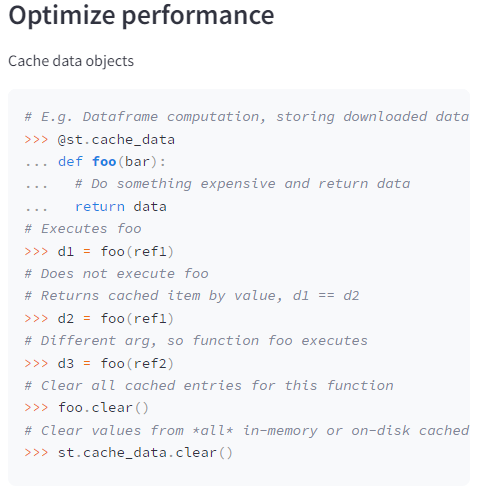 Optimize performance
Cache data objects
# E.g. Dataframe computation, storing downloaded data
>>> @st.cache_data
... def foo(bar):
...   # Do something expensive and return data
...   return data
# Executes foo
>>> d1 = foo(ref1)
# Does not execute foo
# Returns cached item by value, d1 == d2
>>> d2 = foo(ref1)
# Different arg, so function foo executes
>>> d3 = foo(ref2)
# Clear all cached entries for this function
>>> foo.clear()
# Clear values from *all* in-memory or on-disk cached
>>> st.cache_data.clear()